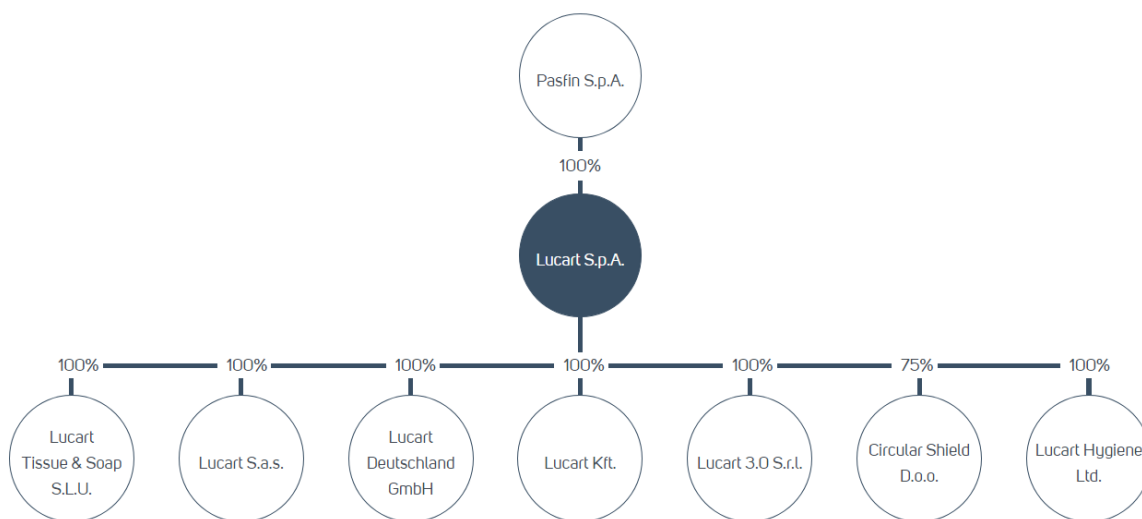 Pasfin S.p.A.
100%
Lucart S.p.A.
100% 100% 100% 100% 100% 75% 100%
Lucart
Tissue & Soap
S.L.U.
Lucart S.a.s.
Lucart
Deutschland
GmbH
Lucart Kft.
Lucart 3.0 S.r.l.
Circular Shield
D.o.o.
Lucart Hygiene
Ltd.